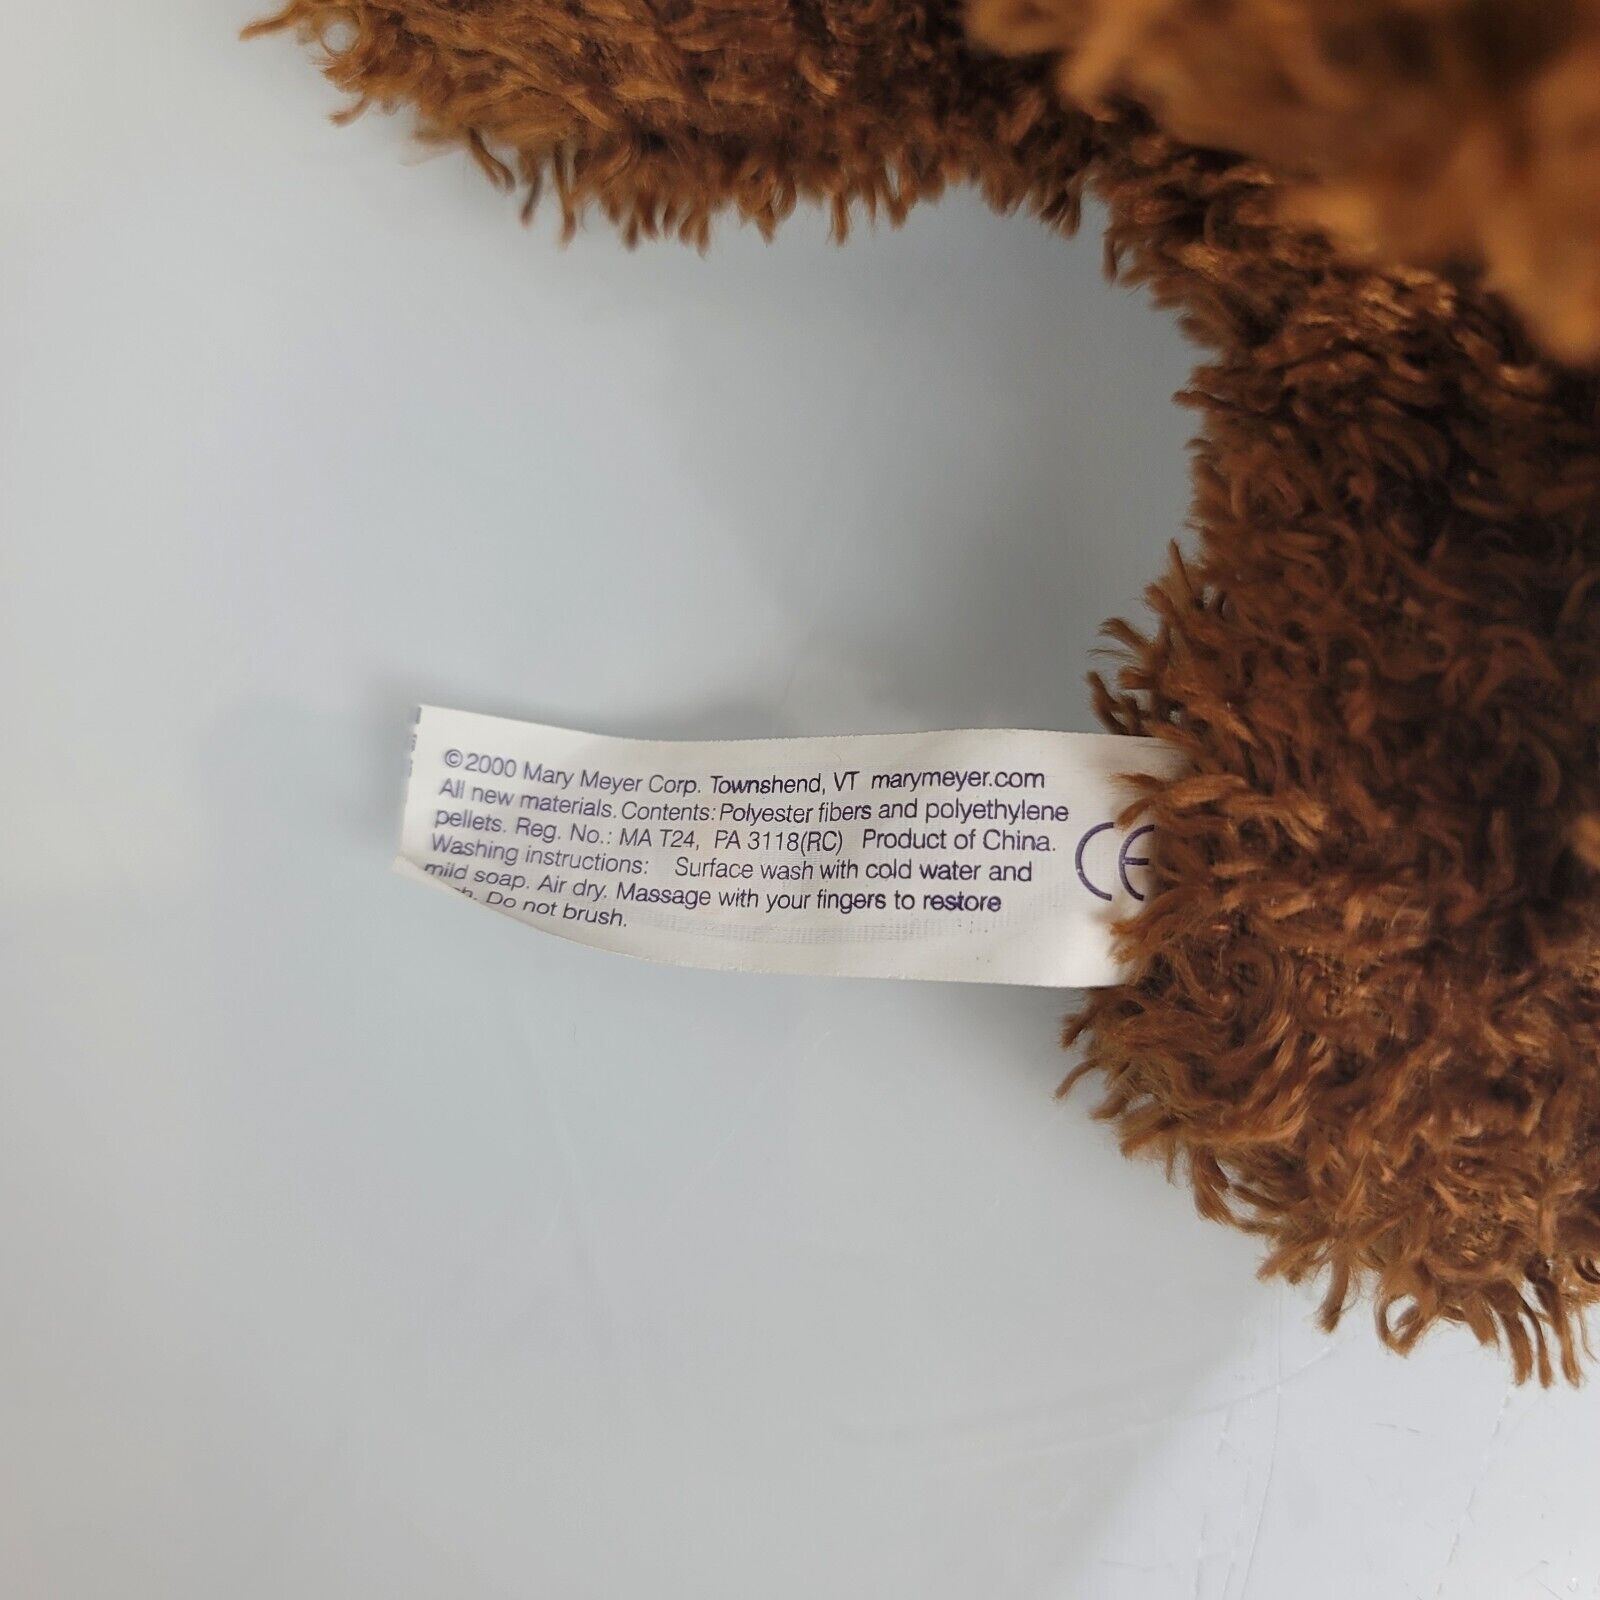 ©2000 Mary Meyer Corp. Townshend, VT marymeyer.com
All new materials. Contents: Polyester fibers and polyethylene
pellets. Reg. No.: MA T24, PA 3118(RC) Product of China.
Washing instructions: Surface wash with cold water and
mild soap. Air dry. Massage with your fingers to restore
Do not brush.
CE